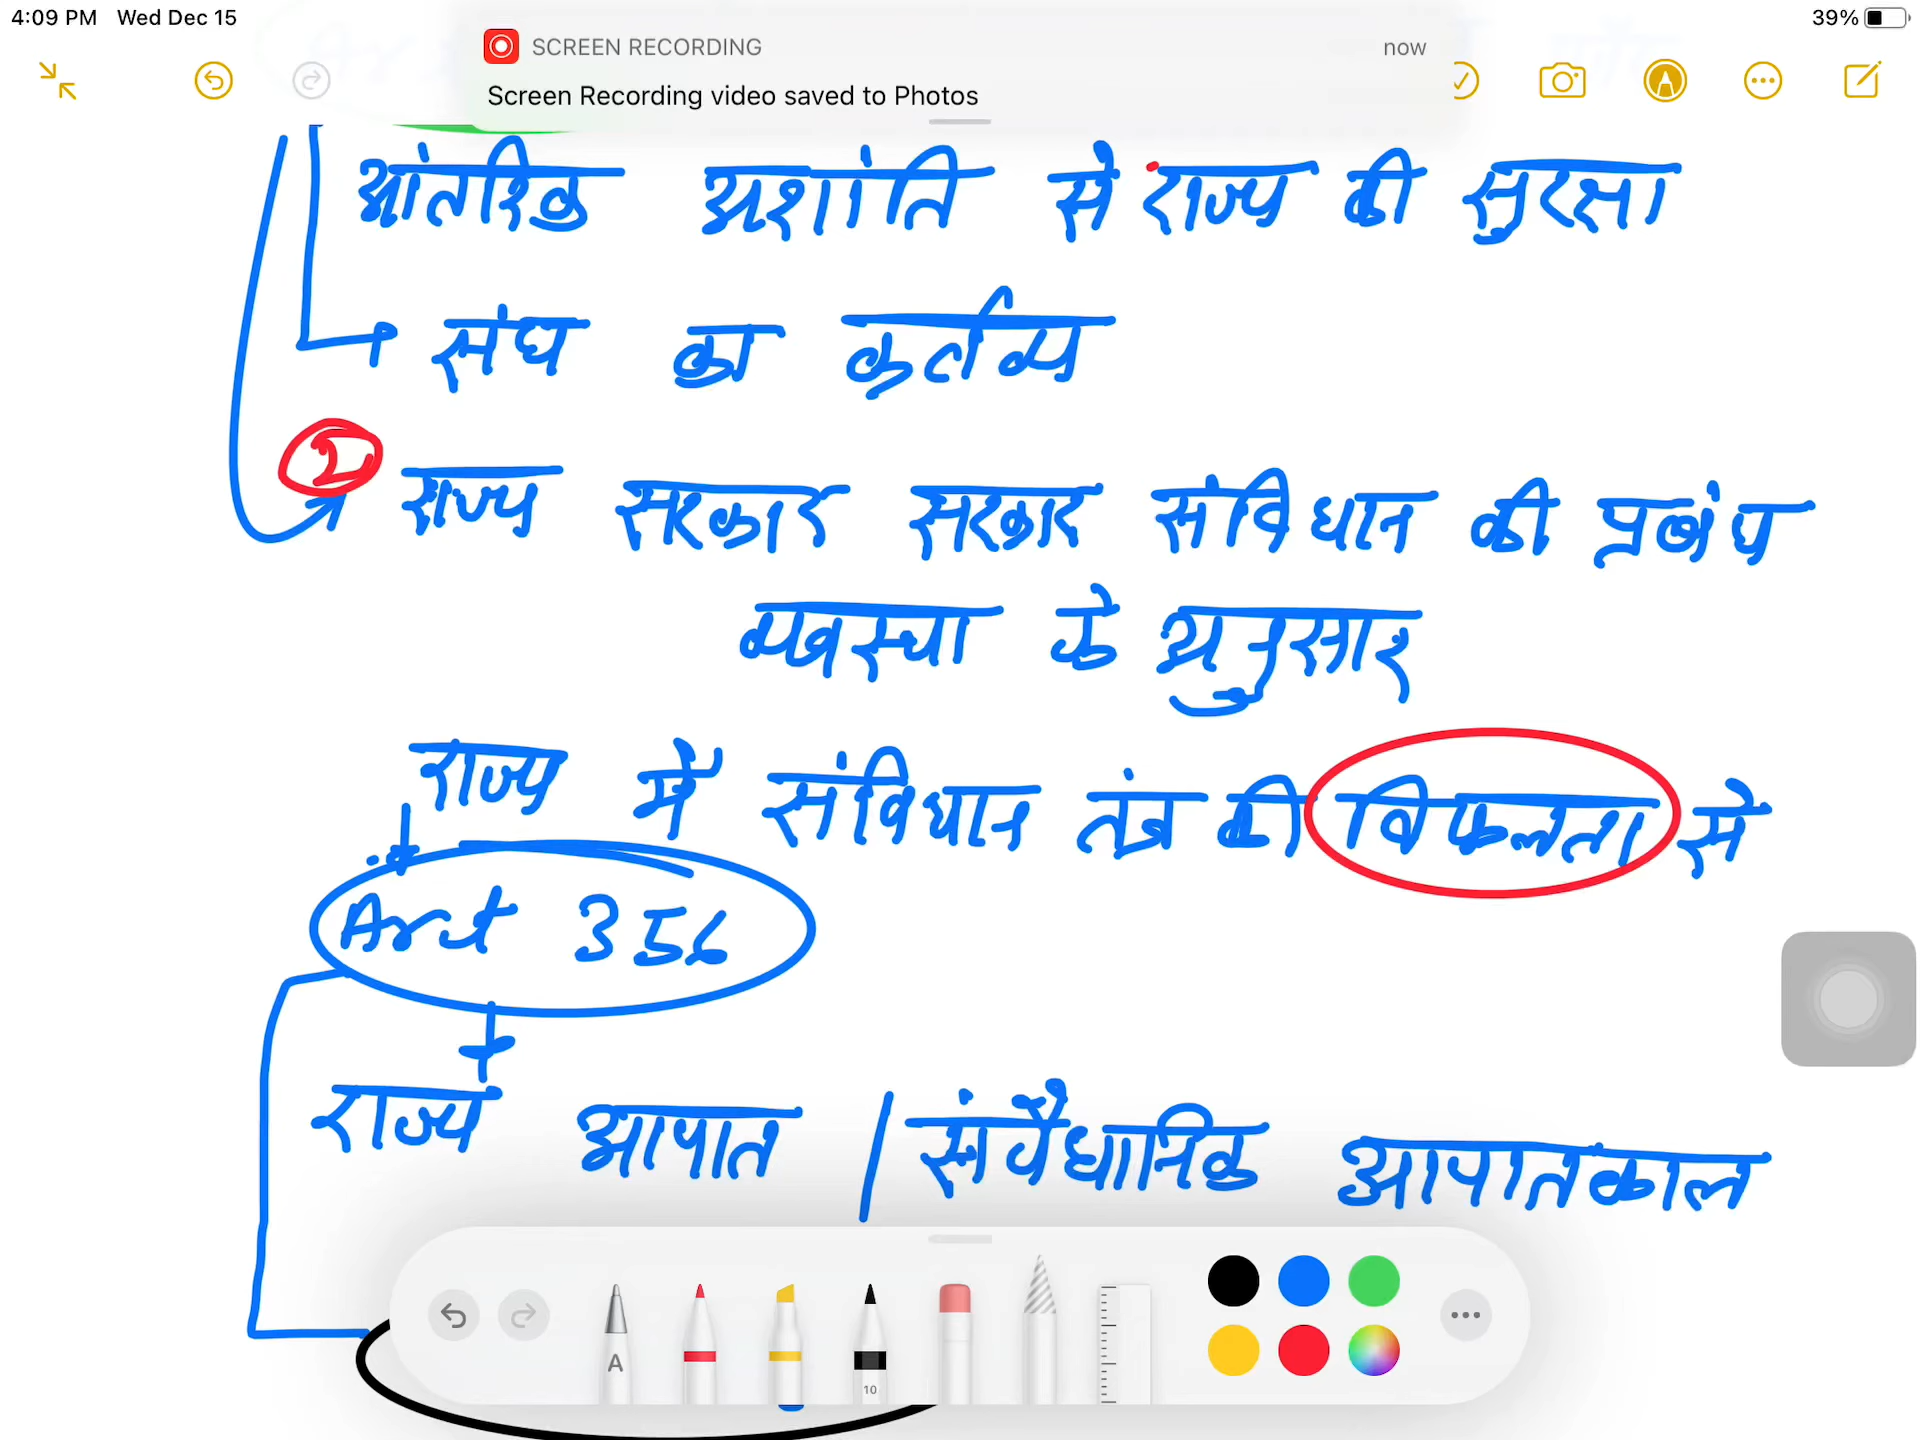 4:09 PM Wed Dec 15
39%
SCREEN RECORDING now
Screen Recording video saved to Photos
आंतरिक अशांति से राज्य की सुरक्षा
संघ का कर्तव्य
2 राज्य सरकार सरकार संविधान की प्रबंध
व्यवस्था के अनुसार
राज्य में संविधान तंत्र की विफलता से
Art 356
राज्य आपात / संवैधानिक आपातकाल
A
10